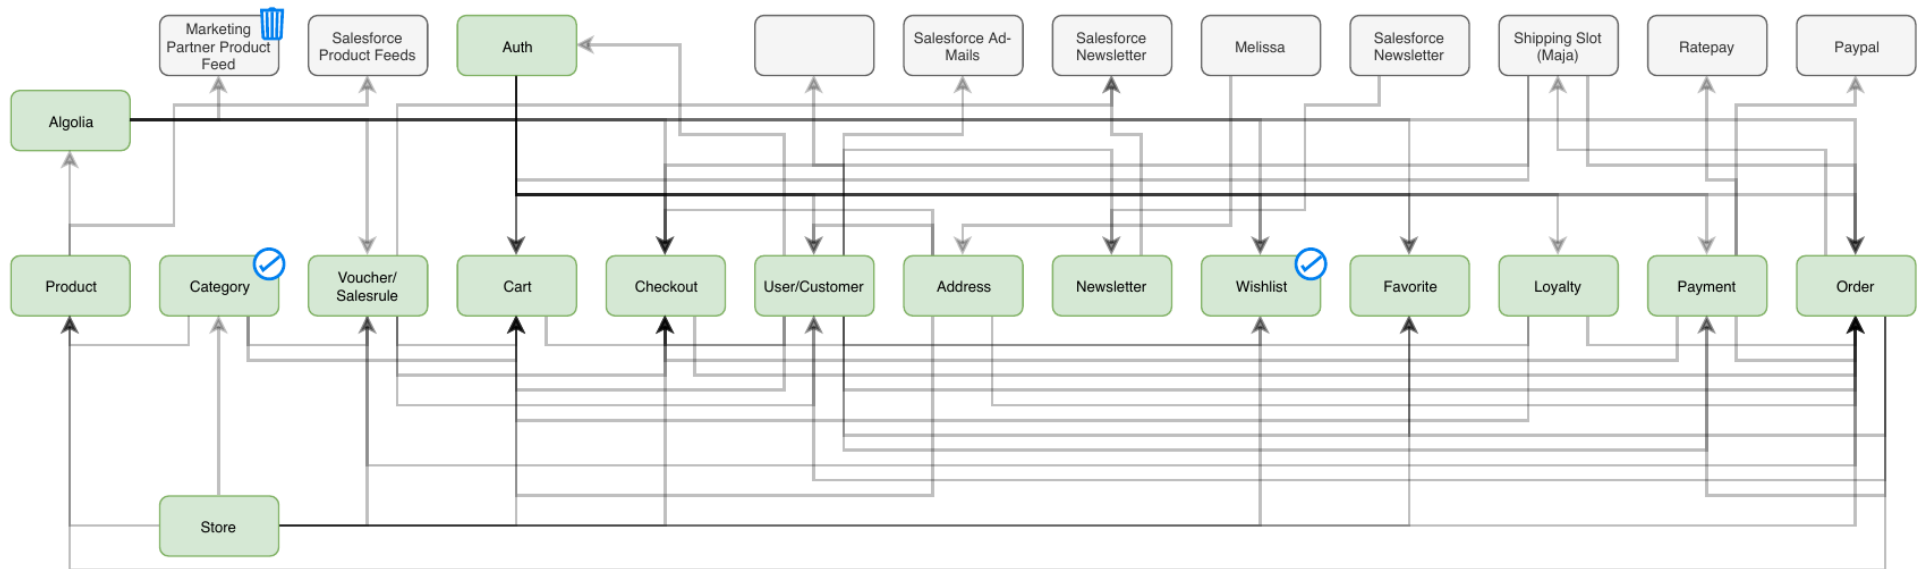 Marketing
Partner Product
Feed
Salesforce
Product Feeds
Auth
Salesforce Ad-
Mails
Salesforce
Newsletter
Melissa
Salesforce
Newsletter
Shipping Slot
(Maja)
Ratepay
Paypal
Algolia
Product
Category
Voucher/
Salesrule
Cart
Checkout
User/Customer
Address
Newsletter
Wishlist
Favorite
Loyalty
Payment
Order
Store